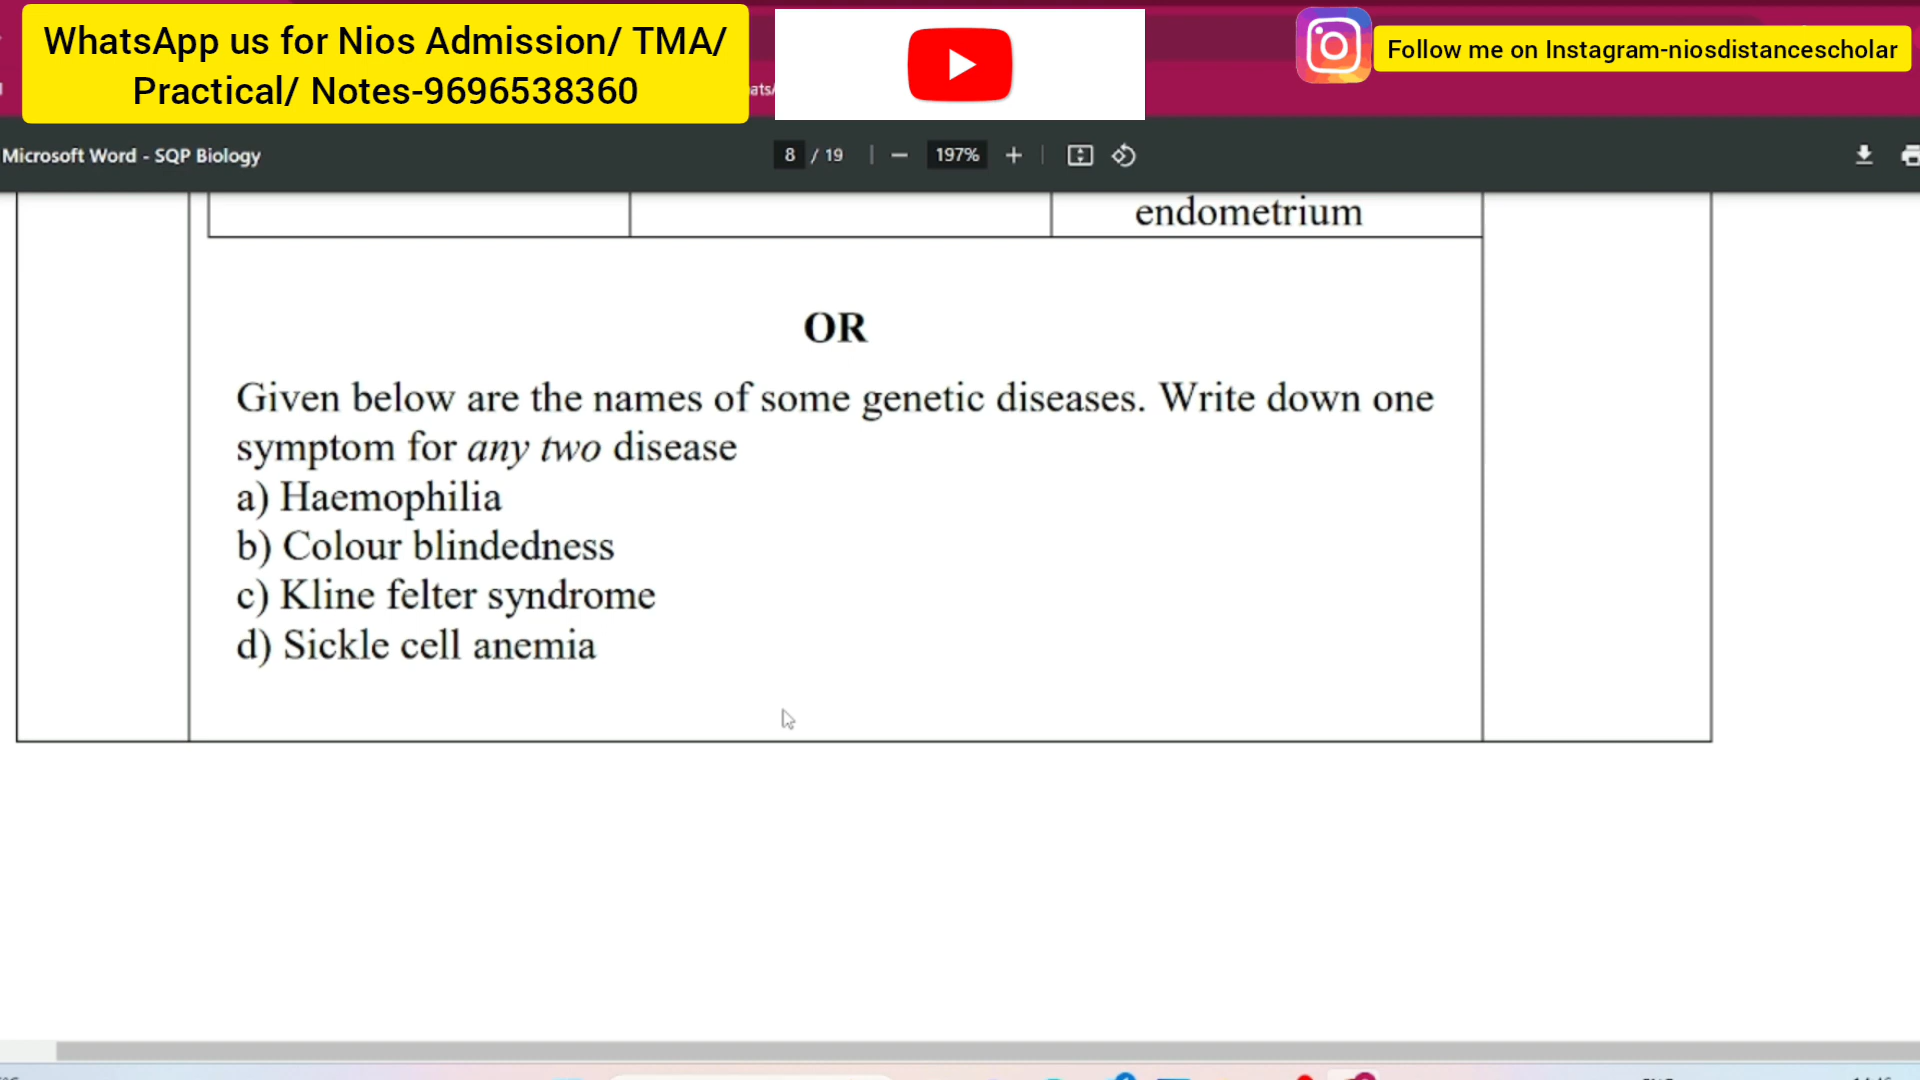 WhatsApp us for Nios Admission/ TMA/
Practical/ Notes-9696538360
Follow me on Instagram-niosdistancescholar
Microsoft Word - SQP Biology
8 / 19
197%
endometrium
OR
Given below are the names of some genetic diseases. Write down one
symptom for any two disease
a) Haemophilia
b) Colour blindedness
c) Kline felter syndrome
d) Sickle cell anemia